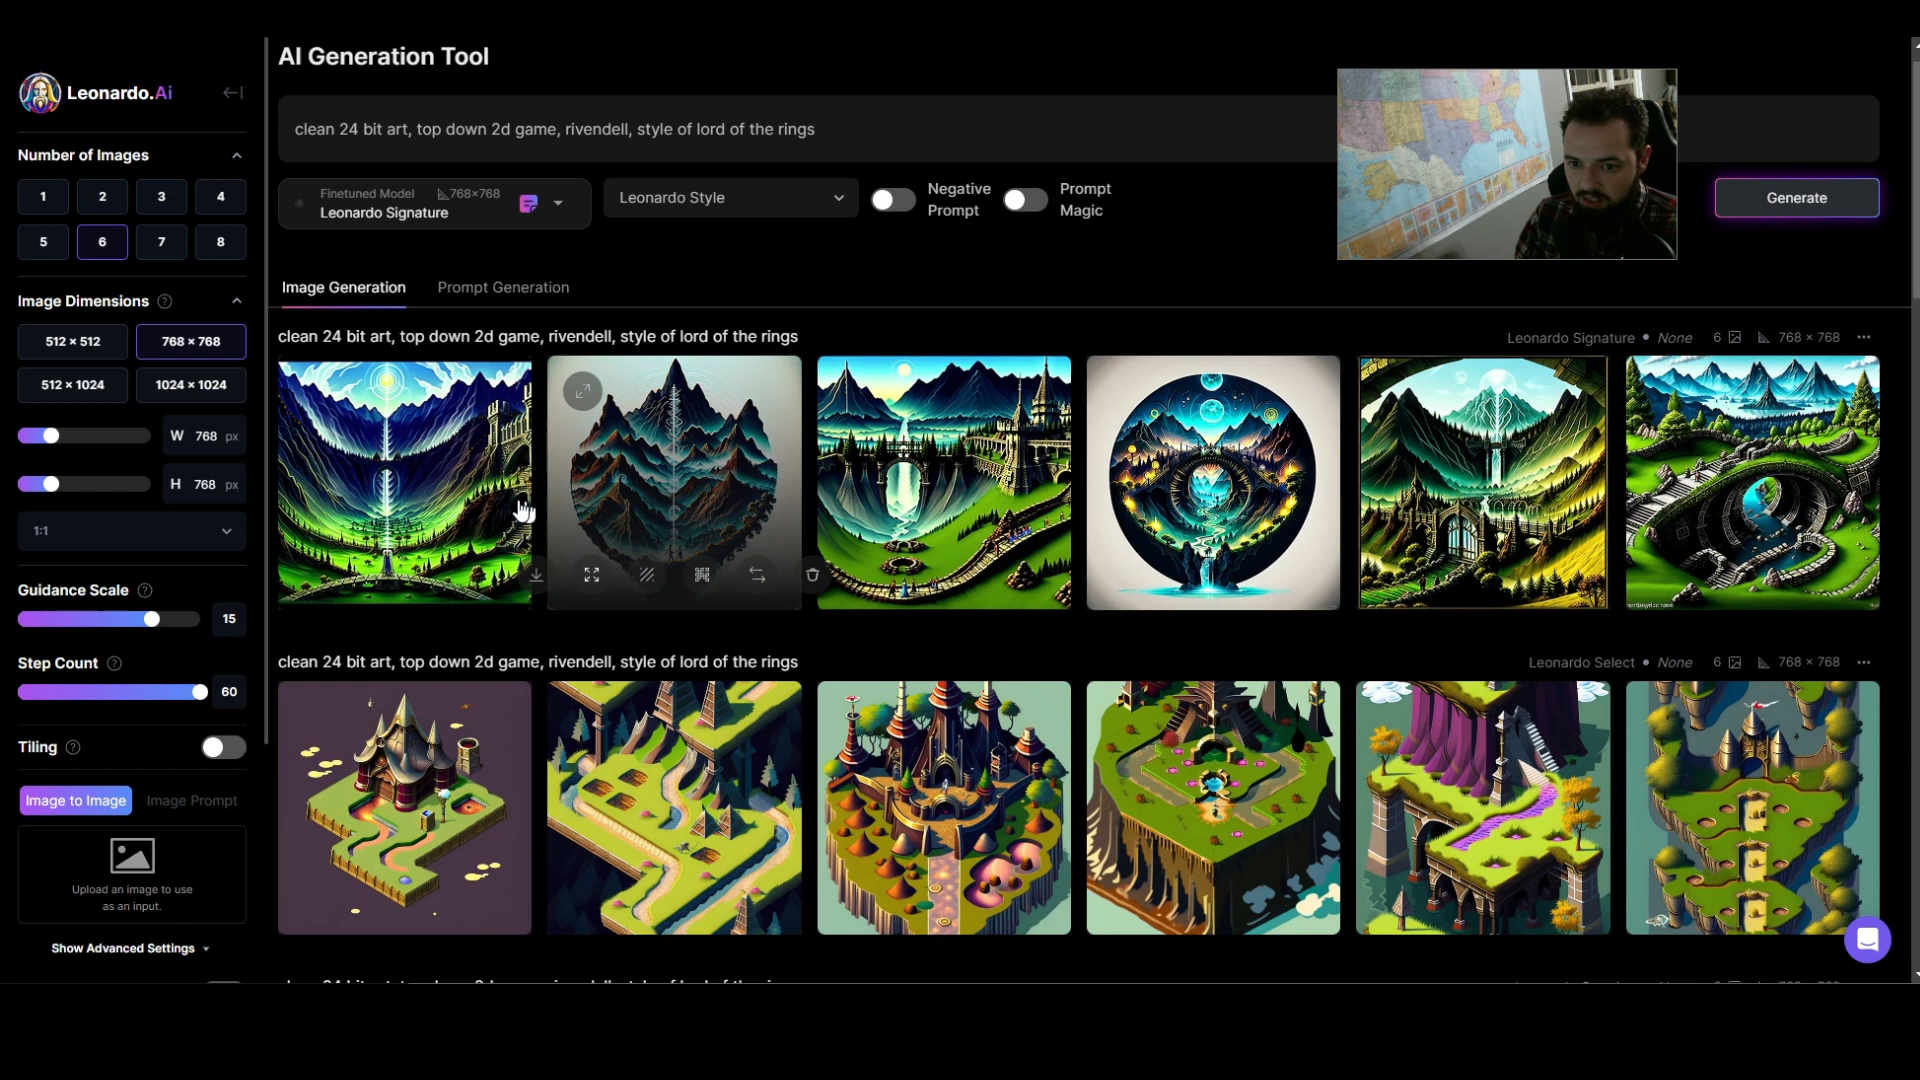 AI Generation Tool
Leonardo.Ai
clean 24 bit art, top down 2d game, rivendell, style of lord of the rings
Number of Images
1 2 3 4
5 6 7 8
Finetuned Model 768×768
Leonardo Signature
Leonardo Style
Negative
Prompt
Prompt
Magic
Generate
Image Generation Prompt Generation
Image Dimensions
512 × 512 768 × 768
512 × 1024 1024 × 1024
W 768 px
H 768 px
1:1
Guidance Scale
15
Step Count
60
Tiling
Image to Image Image Prompt
Upload an image to use
as an input.
Show Advanced Settings
clean 24 bit art, top down 2d game, rivendell, style of lord of the rings
Leonardo Signature • None 6 768 × 768
clean 24 bit art, top down 2d game, rivendell, style of lord of the rings
Leonardo Select • None 6 768 × 768